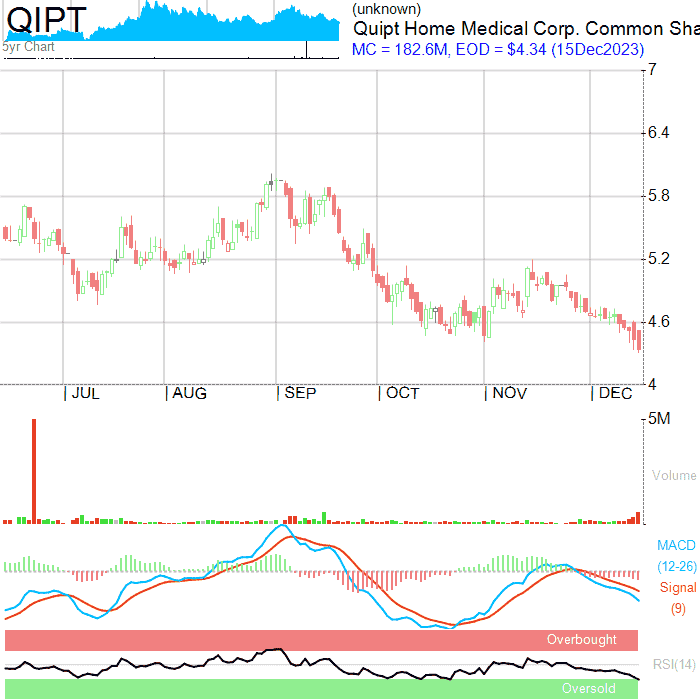 QIPT
(unknown)
Quipt Home Medical Corp. Common Sha
5yr Chart
MC = 182.6M, EOD = $4.34 (15Dec2023)
7
6.4
5.8
5.2
4.6
4
JUL AUG SEP OCT NOV DEC
5M
Volume
MACD
(12-26)
Signal
(9)
Overbought
RSI(14)
Oversold